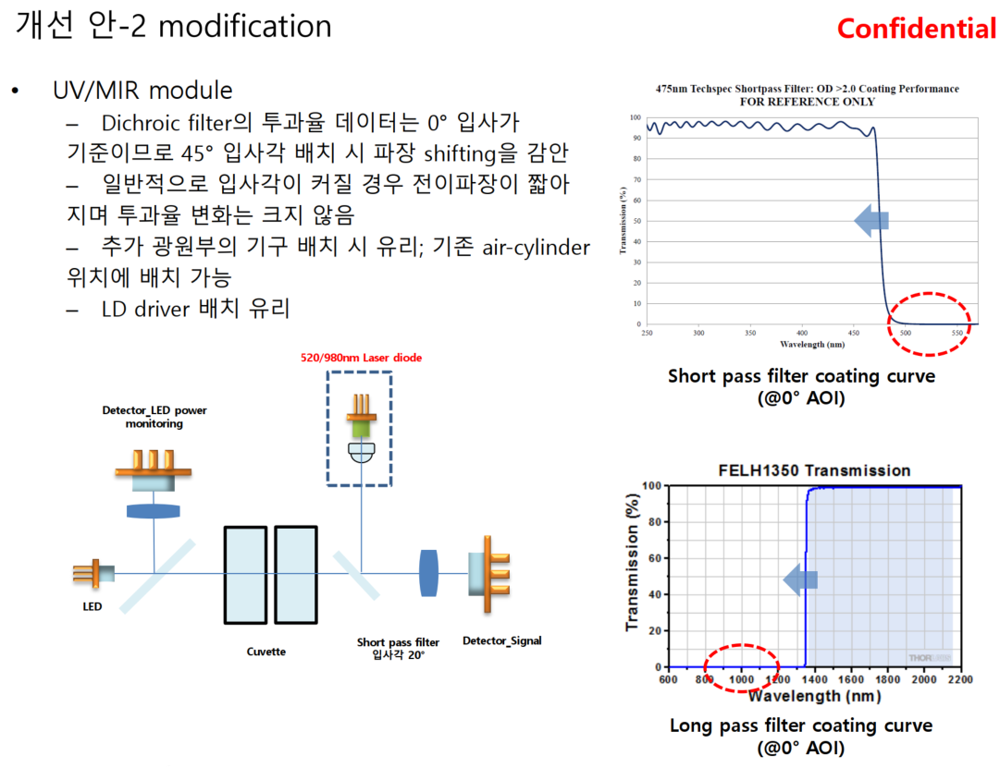 개선 안-2 modification
Confidential
• UV/MIR module
– Dichroic filter의 투과율 데이터는 0° 입사가
기준이므로 45° 입사각 배치 시 파장 shifting을 감안
– 일반적으로 입사각이 커질 경우 전이파장이 짧아
지며 투과율 변화는 크지 않음
– 추가 광원부의 기구 배치 시 유리; 기존 air-cylinder
위치에 배치 가능
– LD driver 배치 유리
520/980nm Laser diode
Detector_LED power
monitoring
LED
Cuvette
Short pass filter
입사각 20°
Detector_Signal
475nm Techspec Shortpass Filter: OD >2.0 Coating Performance
FOR REFERENCE ONLY
Transmission (%)
100
90
80
70
60
50
40
30
20
10
0
250 300 350 400 450 500 550
Wavelength (nm)
Short pass filter coating curve
(@0° AOI)
FELH1350 Transmission
Transmission (%)
100
80
60
40
20
0
THORLABS
600 800 1000 1200 1400 1600 1800 2000 2200
Wavelength (nm)
Long pass filter coating curve
(@0° AOI)